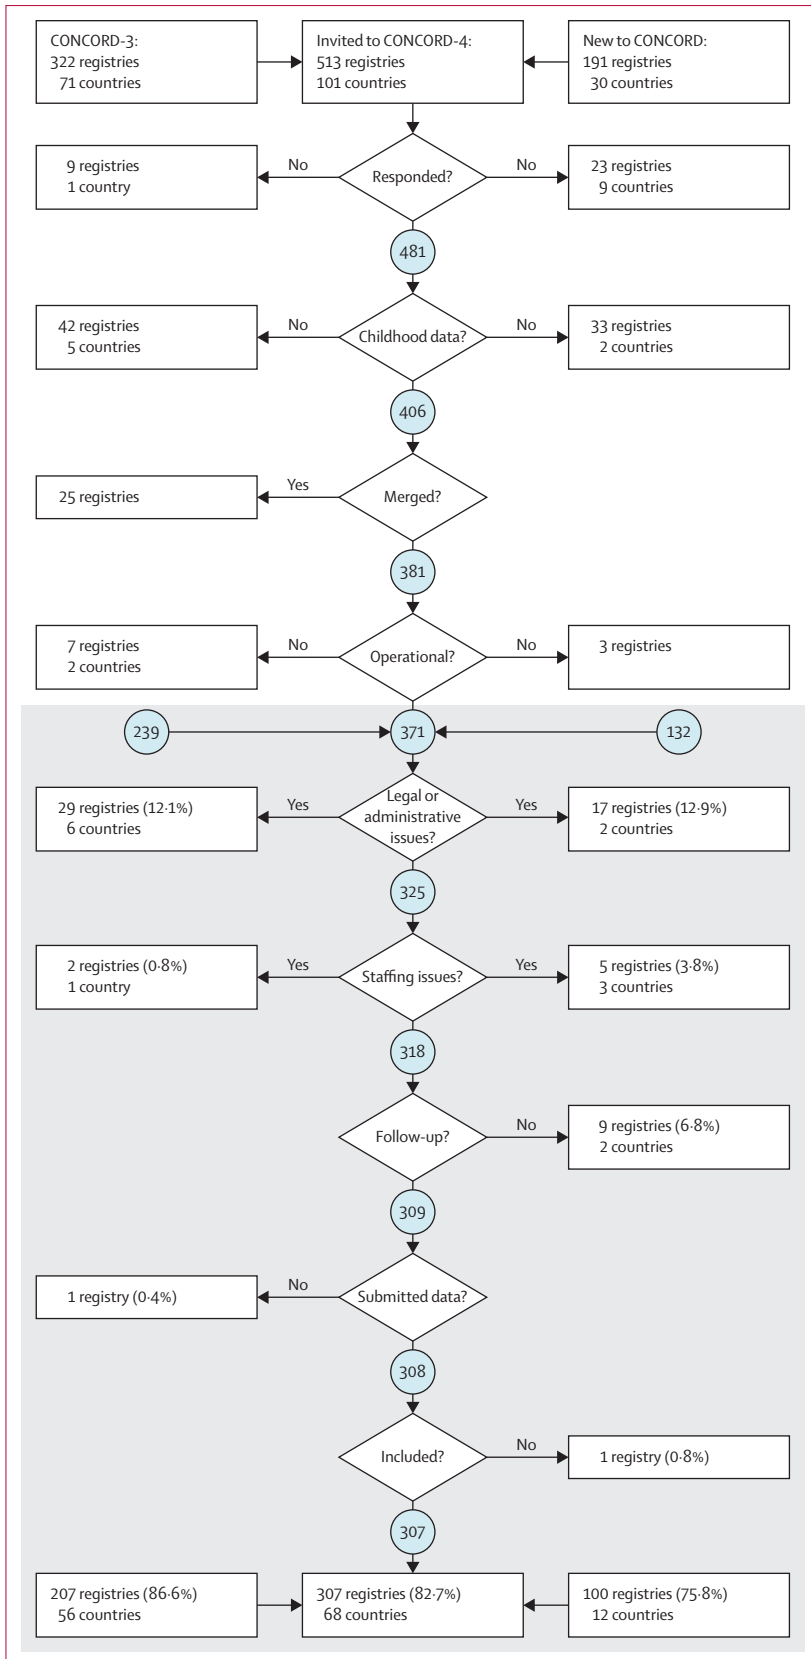 CONCORD-3:
322 registries
71 countries
Invited to CONCORD-4:
513 registries
101 countries
New to CONCORD:
191 registries
30 countries
9 registries
1 country
No
Responded?
No
23 registries
9 countries
481
42 registries
5 countries
No
Childhood data?
No
33 registries
2 countries
406
25 registries
Yes
Merged?
381
7 registries
2 countries
No
Operational?
No
3 registries
239
371
132
29 registries (12·1%)
6 countries
Yes
Legal or
administrative
issues?
Yes
17 registries (12·9%)
2 countries
325
2 registries (0·8%)
1 country
Yes
Staffing issues?
Yes
5 registries (3·8%)
3 countries
318
Follow-up?
No
9 registries (6·8%)
2 countries
309
1 registry (0·4%)
No
Submitted data?
308
Included?
No
1 registry (0·8%)
307
207 registries (86·6%)
56 countries
307 registries (82·7%)
68 countries
100 registries (75·8%)
12 countries